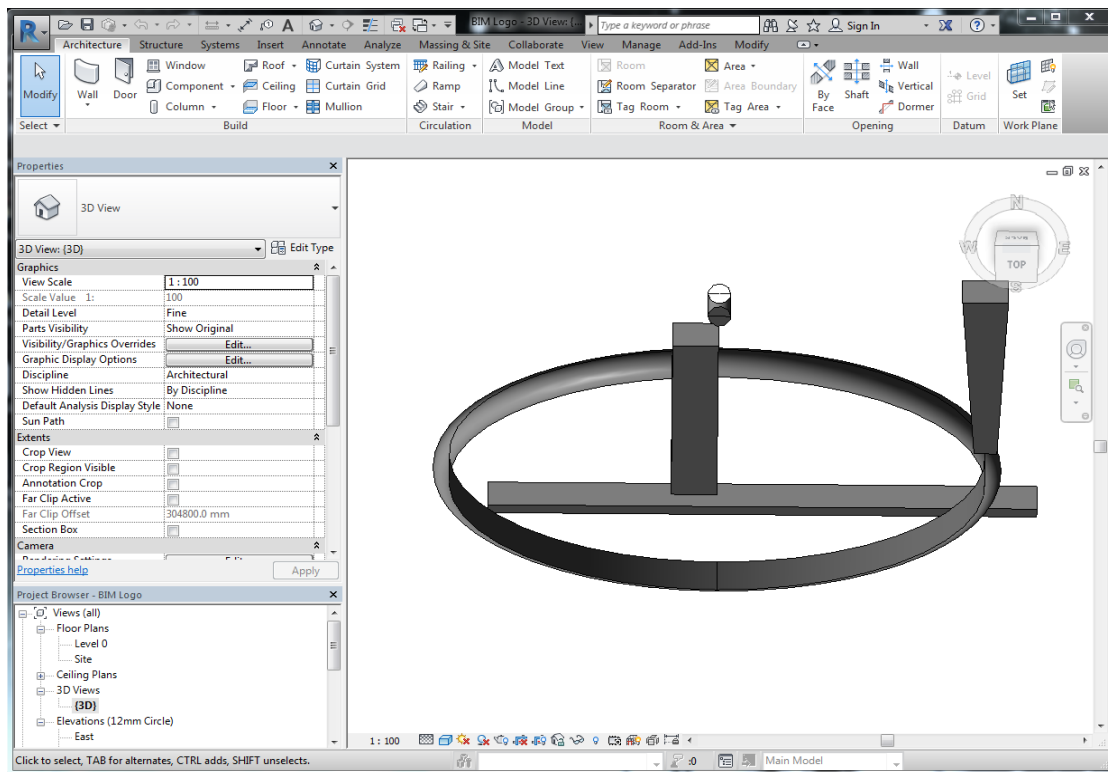 BIM Logo - 3D View: {...
Type a keyword or phrase
Sign In
Architecture Structure Systems Insert Annotate Analyze Massing & Site Collaborate View Manage Add-Ins Modify
Modify
Wall
Door
Window
Component
Column
Roof
Ceiling
Floor
Curtain System
Curtain Grid
Mullion
Railing
Ramp
Stair
Model Text
Model Line
Model Group
Room
Room Separator
Tag Room
Area
Area Boundary
Tag Area
By
Face
Shaft
Wall
Vertical
Dormer
Level
Grid
Set
Select Build Circulation Model Room & Area Opening Datum Work Plane
Properties
3D View
3D View: {3D} Edit Type
Graphics
View Scale 1 : 100
Scale Value 1: 100
Detail Level Fine
Parts Visibility Show Original
Visibility/Graphics Overrides Edit...
Graphic Display Options Edit...
Discipline Architectural
Show Hidden Lines By Discipline
Default Analysis Display Style None
Sun Path
Extents
Crop View
Crop Region Visible
Annotation Crop
Far Clip Active
Far Clip Offset 304800.0 mm
Section Box
Camera
Properties help Apply
Project Browser - BIM Logo
Views (all)
Floor Plans
Level 0
Site
Ceiling Plans
3D Views
{3D}
Elevations (12mm Circle)
East
N
W
E
S
TOP
1 : 100
Click to select, TAB for alternates, CTRL adds, SHIFT unselects.
:0
Main Model